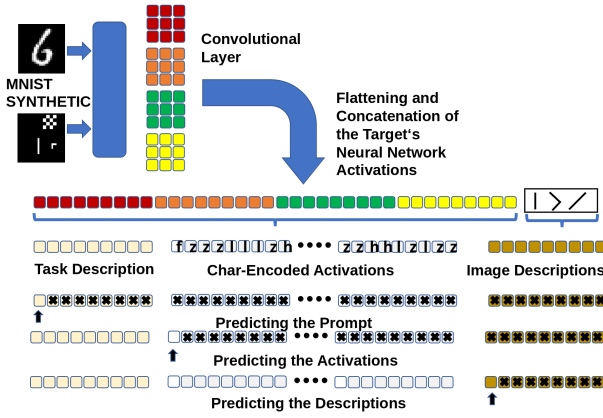 MNIST
SYNTHETIC
Convolutional
Layer
Flattening and
Concatenation of
the Target‘s
Neural Network
Activations
f z z z l l l z h •••• z z h h l z l z z
Task Description
Char-Encoded Activations
Image Descriptions
Predicting the Prompt
Predicting the Activations
Predicting the Descriptions